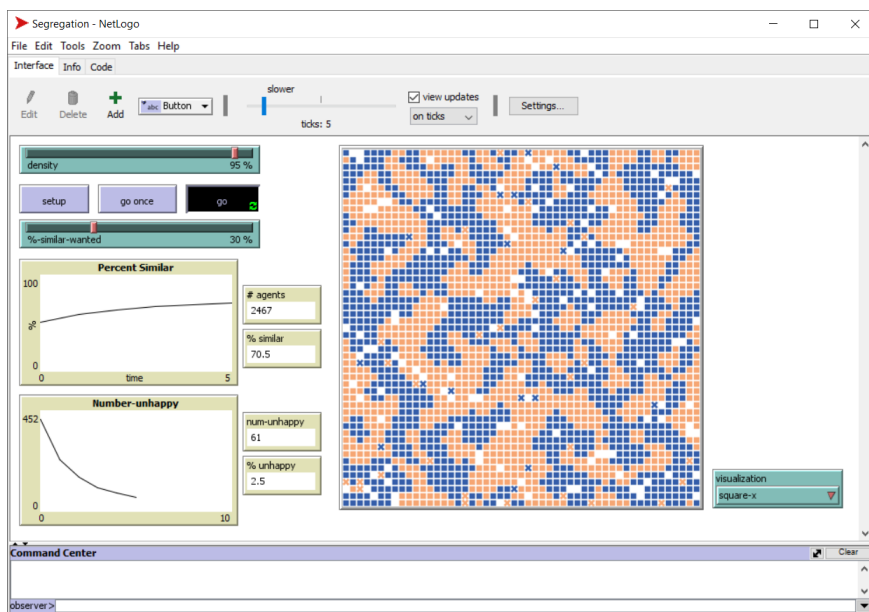 Segregation - NetLogo
File Edit Tools Zoom Tabs Help
Interface Info Code
Edit Delete Add abc Button
slower
ticks: 5
view updates
on ticks
Settings...
density 95 %
setup go once go
%-similar-wanted 30 %
Percent Similar
100
%
0
0 time 5
# agents
2467
% similar
70.5
Number-unhappy
452
0
0 10
num-unhappy
61
% unhappy
2.5
visualization
square-x
Command Center Clear
observer>